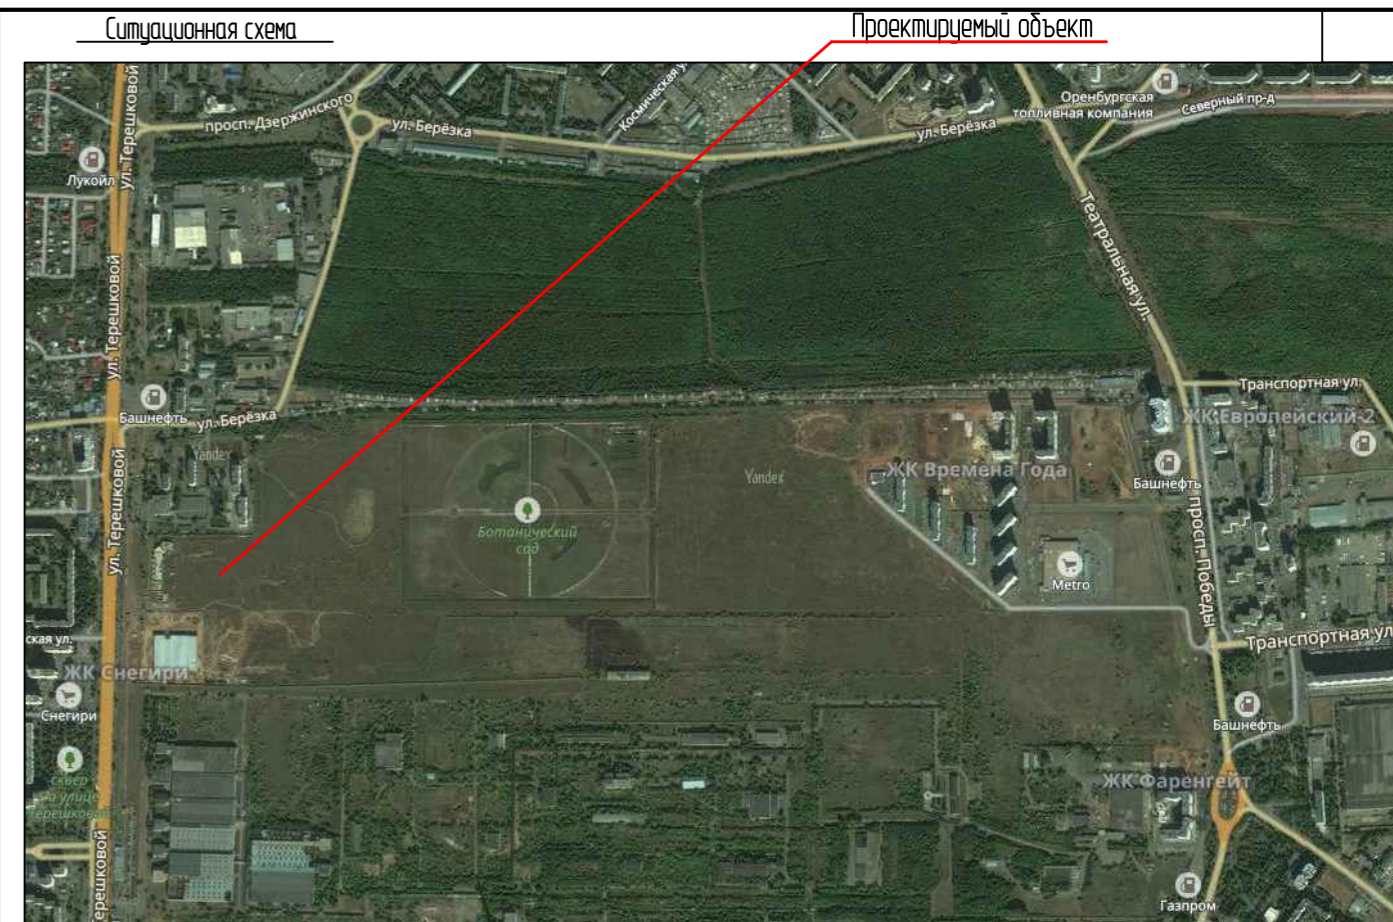 Ситуационная схема
Проектируемый объект
ул. Терешковой
просп. Дзержинского
ул. Берёзка
Космическая у
ул. Берёзка
Оренбургская
топливная компания
Северный пр-д
Лукойл
Театральная ул.
ул. Терешковой
Башнефть
ул. Берёзка
Транспортная ул.
ЖК Европейский-2
Yandex
Yandex
ЖК Времена Года
Башнефть
ул. Терешковой
просп. Победы
Ботанический
сад
Metro
ская ул.
Транспортная ул
ЖК Снегири
Снегири
Башнефть
сквер
на улице
Терешковой
ЖК Фаренгейт
Терешковой
Газпром